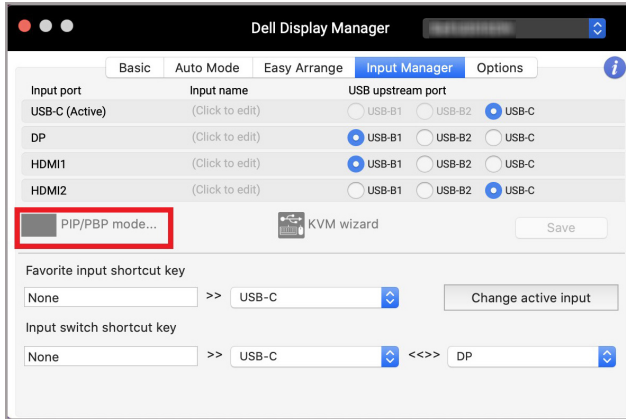 Dell Display Manager
Basic Auto Mode Easy Arrange Input Manager Options i
Input port Input name USB upstream port
USB-C (Active) (Click to edit) USB-B1 USB-B2 USB-C
DP (Click to edit) USB-B1 USB-B2 USB-C
HDMI1 (Click to edit) USB-B1 USB-B2 USB-C
HDMI2 (Click to edit) USB-B1 USB-B2 USB-C
PIP/PBP mode... KVM wizard Save
Favorite input shortcut key
None >> USB-C Change active input
Input switch shortcut key
None >> USB-C <<>> DP